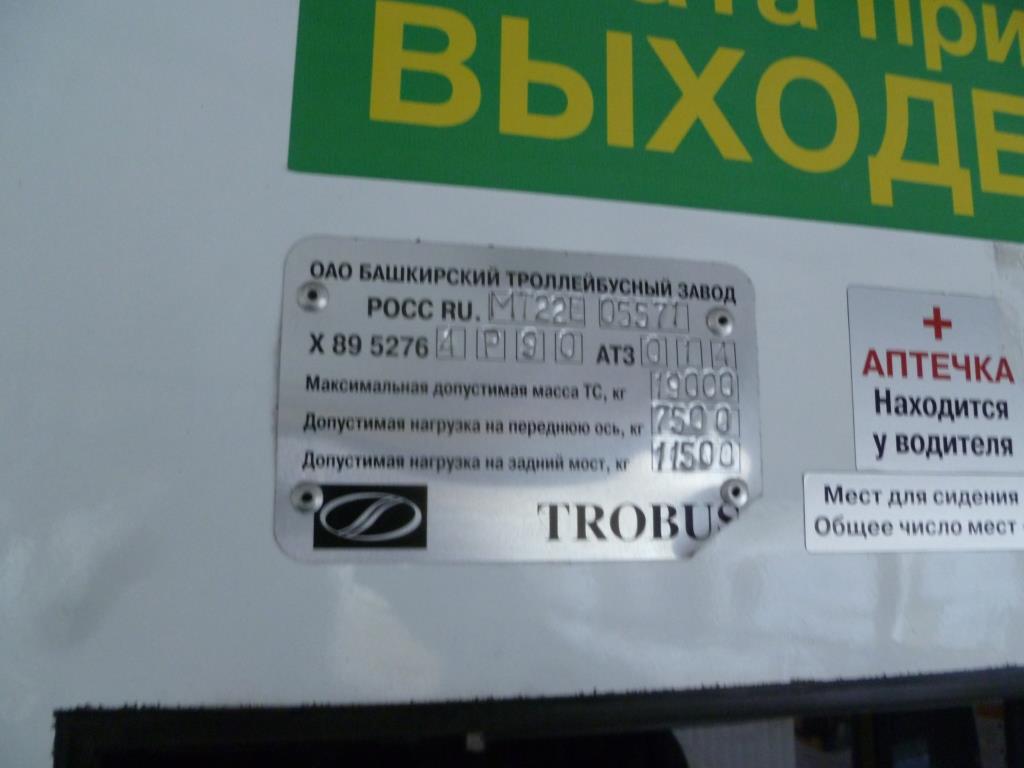 при
ВЫХОДЕ
ОАО БАШКИРСКИЙ ТРОЛЛЕЙБУСНЫЙ ЗАВОД
РОСС RU. МТ22Е 05571
X 89 5276 4 Р 9 0 АТЗ 0 1 4
Максимальная допустимая масса ТС, кг 19000
Допустимая нагрузка на переднюю ось, кг 7500
Допустимая нагрузка на задний мост, кг 11500
TROBUS
АПТЕЧКА
Находится
у водителя
Мест для сидения
Общее число мест